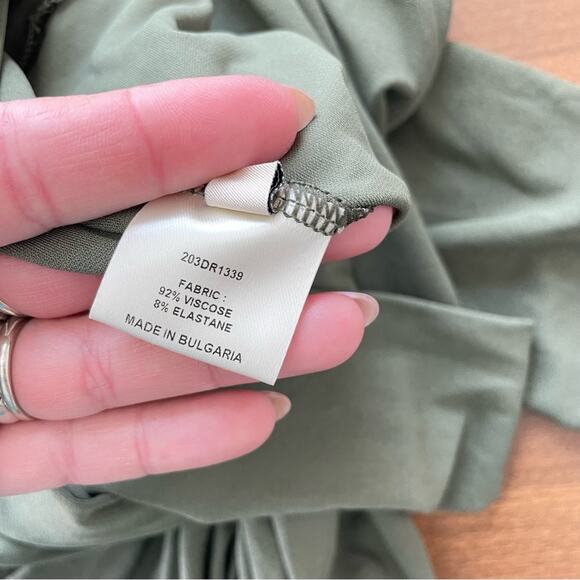 203DR1339
FABRIC :
92% VISCOSE
8% ELASTANE
MADE IN BULGARIA